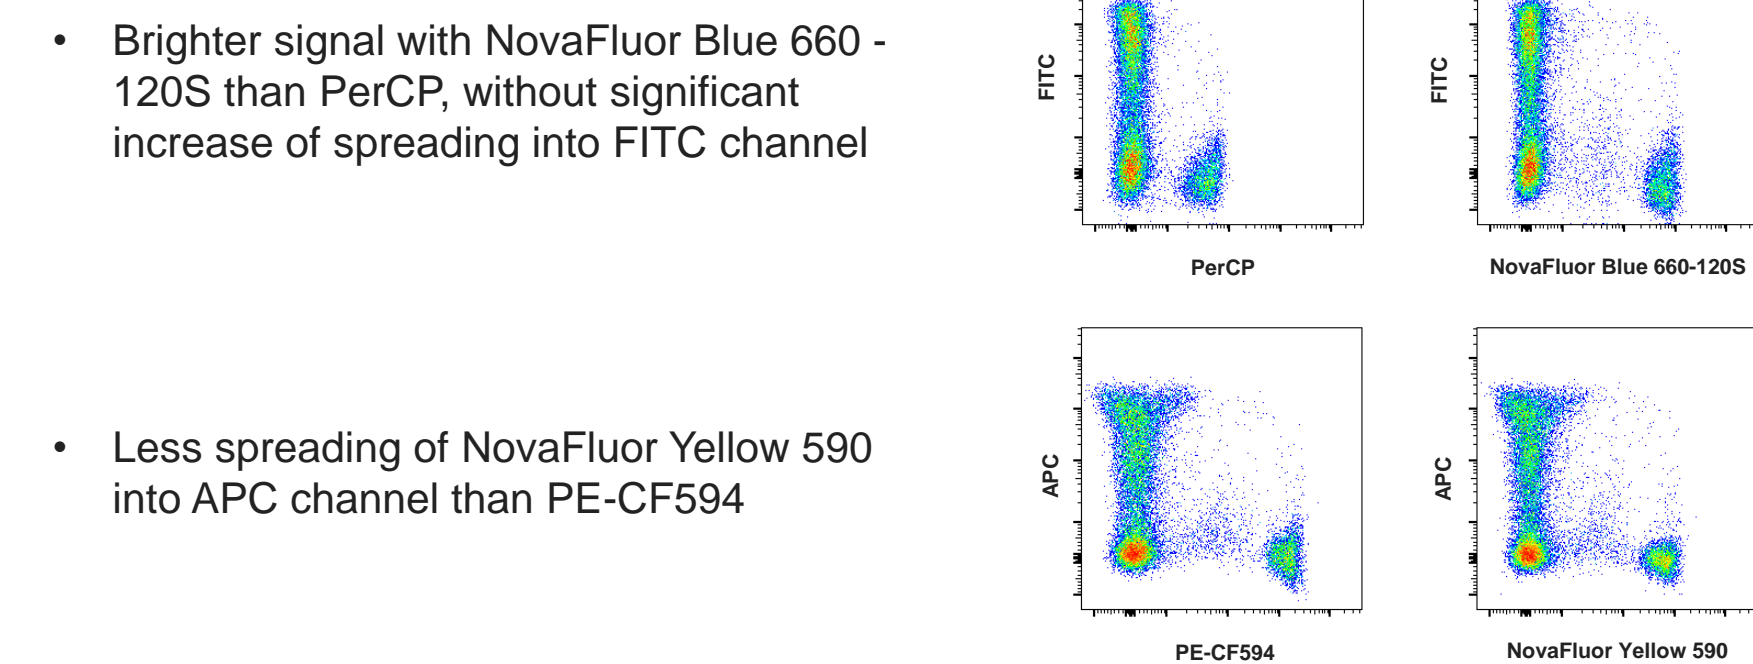 • Brighter signal with NovaFluor Blue 660 -
120S than PerCP, without significant
increase of spreading into FITC channel
FITC
PerCP
FITC
NovaFluor Blue 660-120S
• Less spreading of NovaFluor Yellow 590
into APC channel than PE-CF594
APC
PE-CF594
APC
NovaFluor Yellow 590